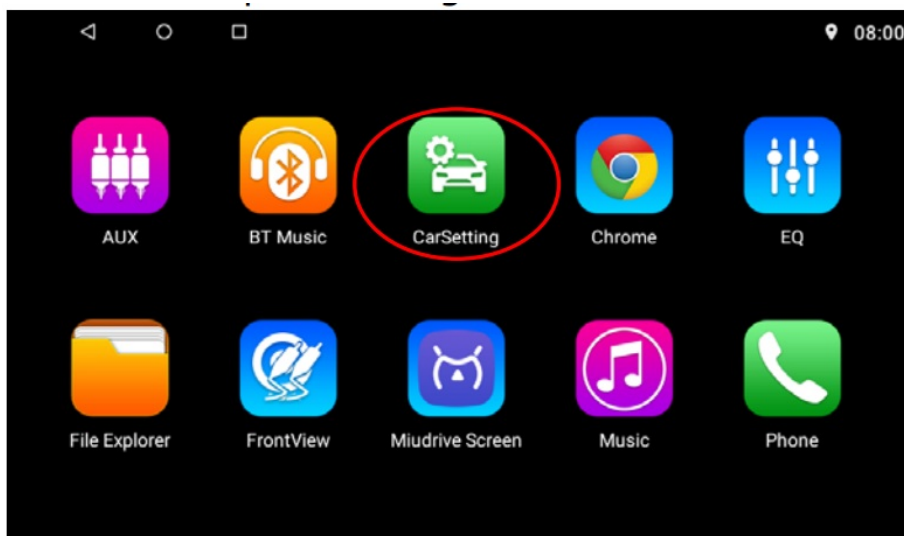 08:00
AUX
BT Music
CarSetting
Chrome
EQ
File Explorer
FrontView
Miudrive Screen
Music
Phone